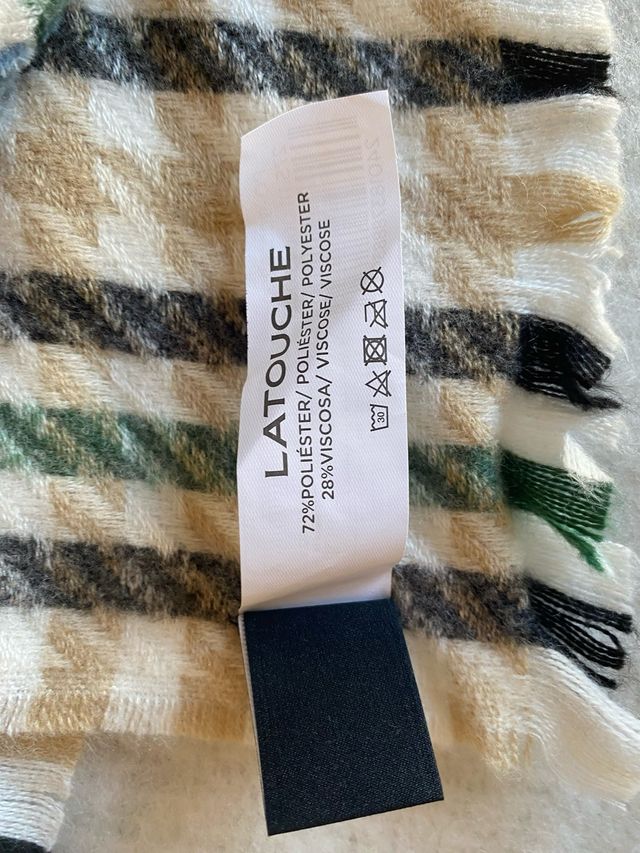 LATOUCHE
72%POLIÉSTER/ POLIÉSTER/ POLYESTER
28%VISCOSA/ VISCOSE/ VISCOSE
30